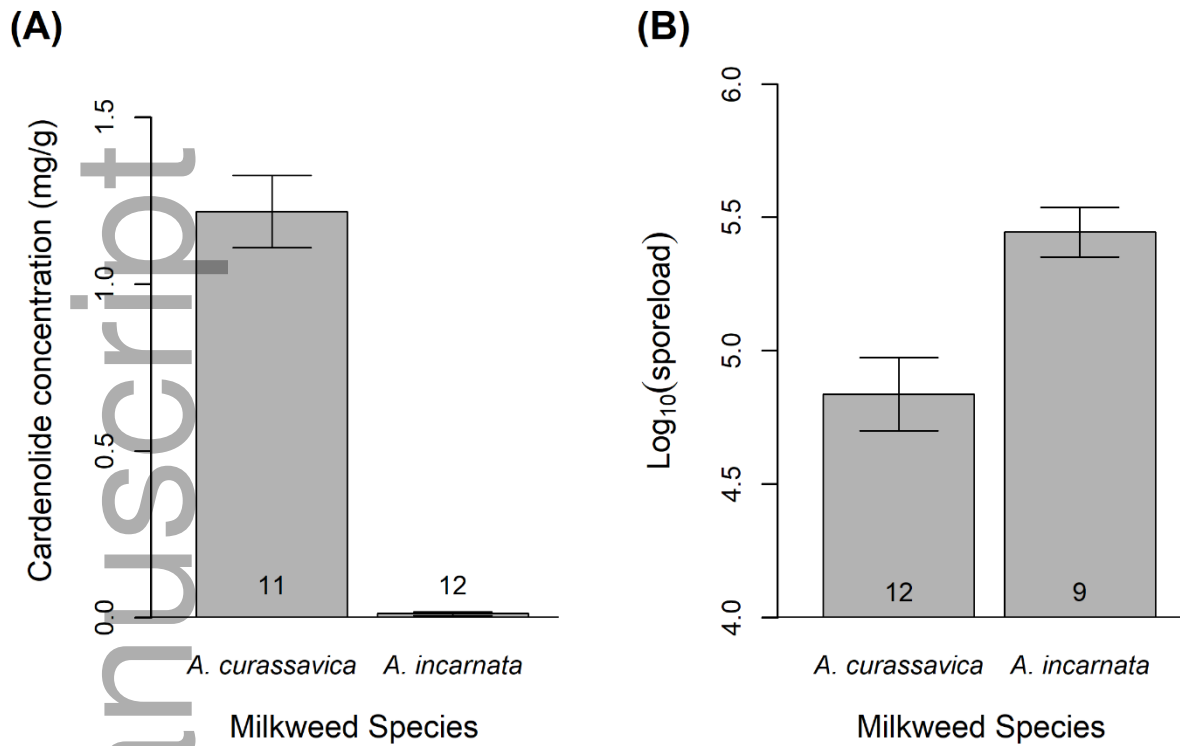 (A)
Cardenolide concentration (mg/g)
1.5
1.0
0.5
0.0
11
12
A. curassavica
A. incarnata
Milkweed Species
(B)
Log10(sporeload)
6.0
5.5
5.0
4.5
4.0
12
9
A. curassavica
A. incarnata
Milkweed Species
anuscript